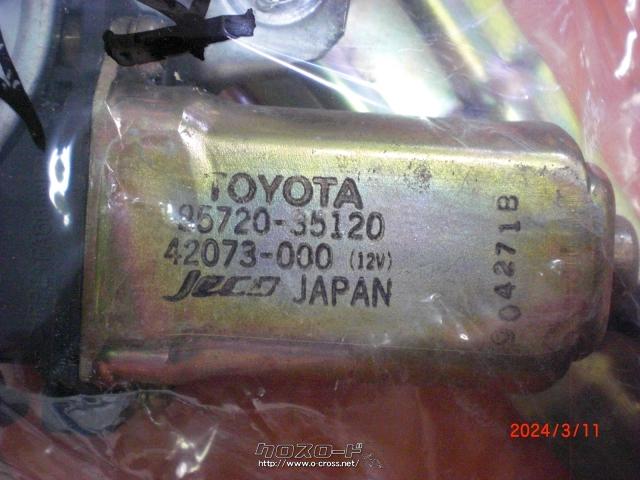 TOYOTA
85720-35120
42073-000 (12V)
Jeco JAPAN
904271B
2024/3/11
クロスロード
http://www.o-cross.net/